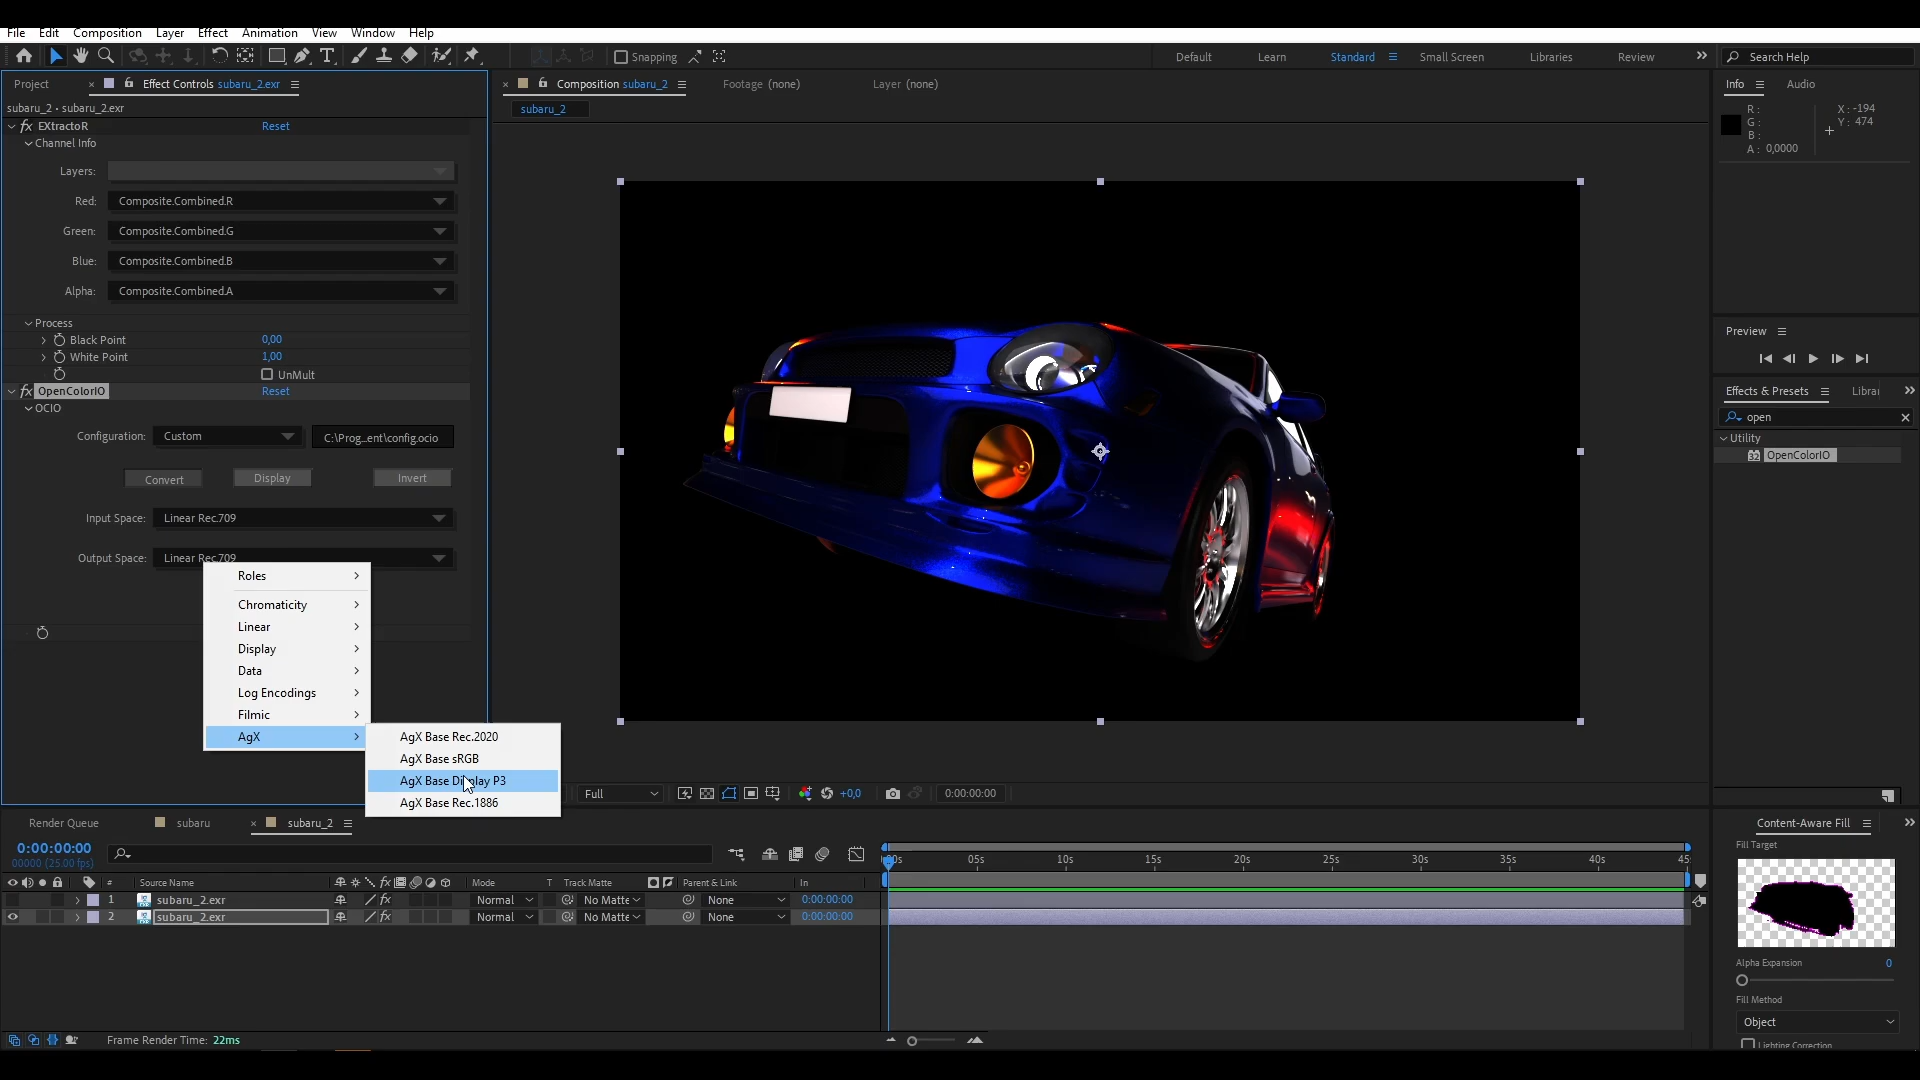 File Edit Composition Layer Effect Animation View Window Help
Snapping Default Learn Standard Small Screen Libraries Review Search Help
Project × Effect Controls subaru_2.exr
× Composition subaru_2 Footage (none) Layer (none)
Info Audio
subaru_2 • subaru_2.exr
subaru_2
R :
G :
B :
A : 0,0000
X : -194
Y : 474
fx EXtractoR Reset
Channel Info
Layers:
Red: Composite.Combined.R
Green: Composite.Combined.G
Blue: Composite.Combined.B
Alpha: Composite.Combined.A
Process
Black Point 0,00
White Point 1,00
UnMult
fx OpenColorIO Reset
OCIO
Configuration: Custom C:\Prog...ent\config.ocio
Convert Display Invert
Input Space: Linear Rec.709
Output Space: Linear Rec.709
Roles
Chromaticity
Linear
Display
Data
Log Encodings
Filmic
AgX
AgX Base Rec.2020
AgX Base sRGB
AgX Base Display P3
AgX Base Rec.1886
Preview
Effects & Presets Librai
open
Utility
32 OpenColorIO
Full +0,0 0:00:00:00
Render Queue subaru × subaru_2
0:00:00:00
00000 (25.00 fps)
# Source Name fx Mode T Track Matte Parent & Link In
1 subaru_2.exr fx Normal No Matte None 0:00:00:00
2 subaru_2.exr fx Normal No Matte None 0:00:00:00
00s 05s 10s 15s 20s 25s 30s 35s 40s 45
Frame Render Time: 22ms
Content-Aware Fill
Fill Target
Alpha Expansion 0
Fill Method
Object
Lighting Correction